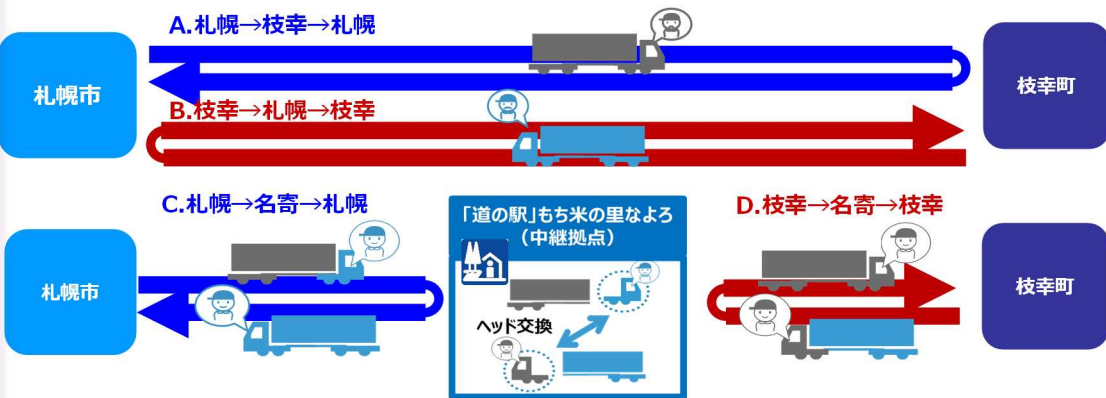 A.札幌→枝幸→札幌
札幌市
枝幸町
B.枝幸→札幌→枝幸
C.札幌→名寄→札幌
「道の駅」もち米の里なよろ
（中継拠点）
D.枝幸→名寄→枝幸
札幌市
枝幸町
ヘッド交換